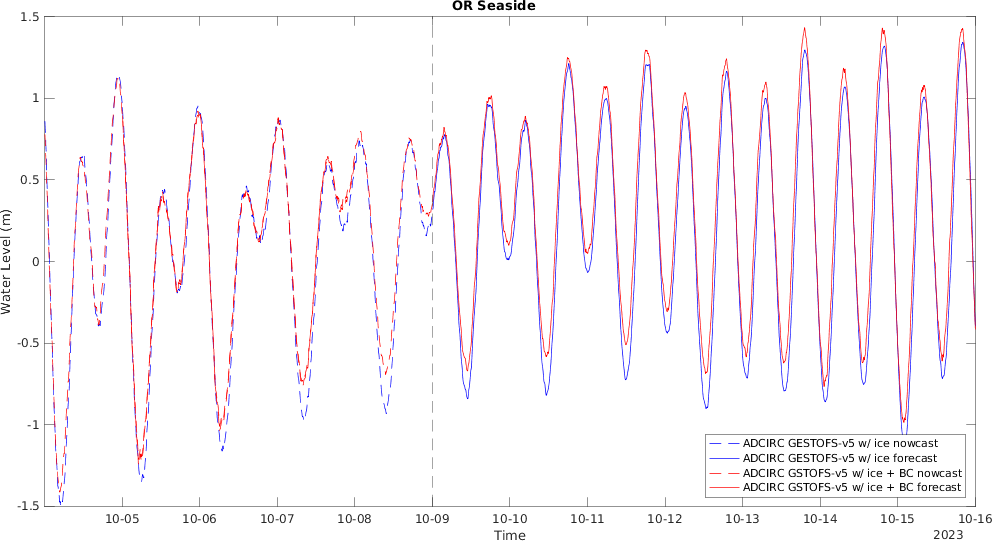 OR Seaside
1.5
1
0.5
0
-0.5
-1
-1.5
Water Level (m)
ADCIRC GESTOFS-v5 w/ ice nowcast
ADCIRC GESTOFS-v5 w/ ice forecast
ADCIRC GSTOFS-v5 w/ ice + BC nowcast
ADCIRC GSTOFS-v5 w/ ice + BC forecast
10-05 10-06 10-07 10-08 10-09 10-10 10-11 10-12 10-13 10-14 10-15 10-16
Time
2023